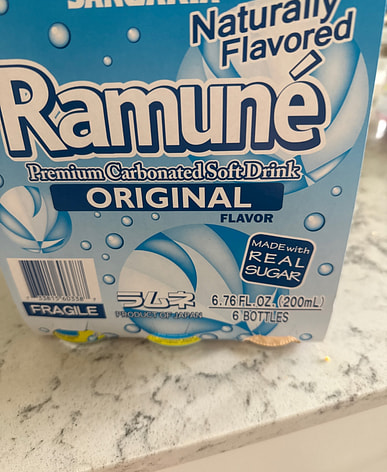 SANGARIA
Naturally
Flavored
Ramuné
Premium Carbonated Soft Drink
ORIGINAL
FLAVOR
MADE with
REAL
SUGAR
ラムネ
PRODUCT OF JAPAN
6.76 FL.OZ.(200mL)
6 BOTTLES
FRAGILE